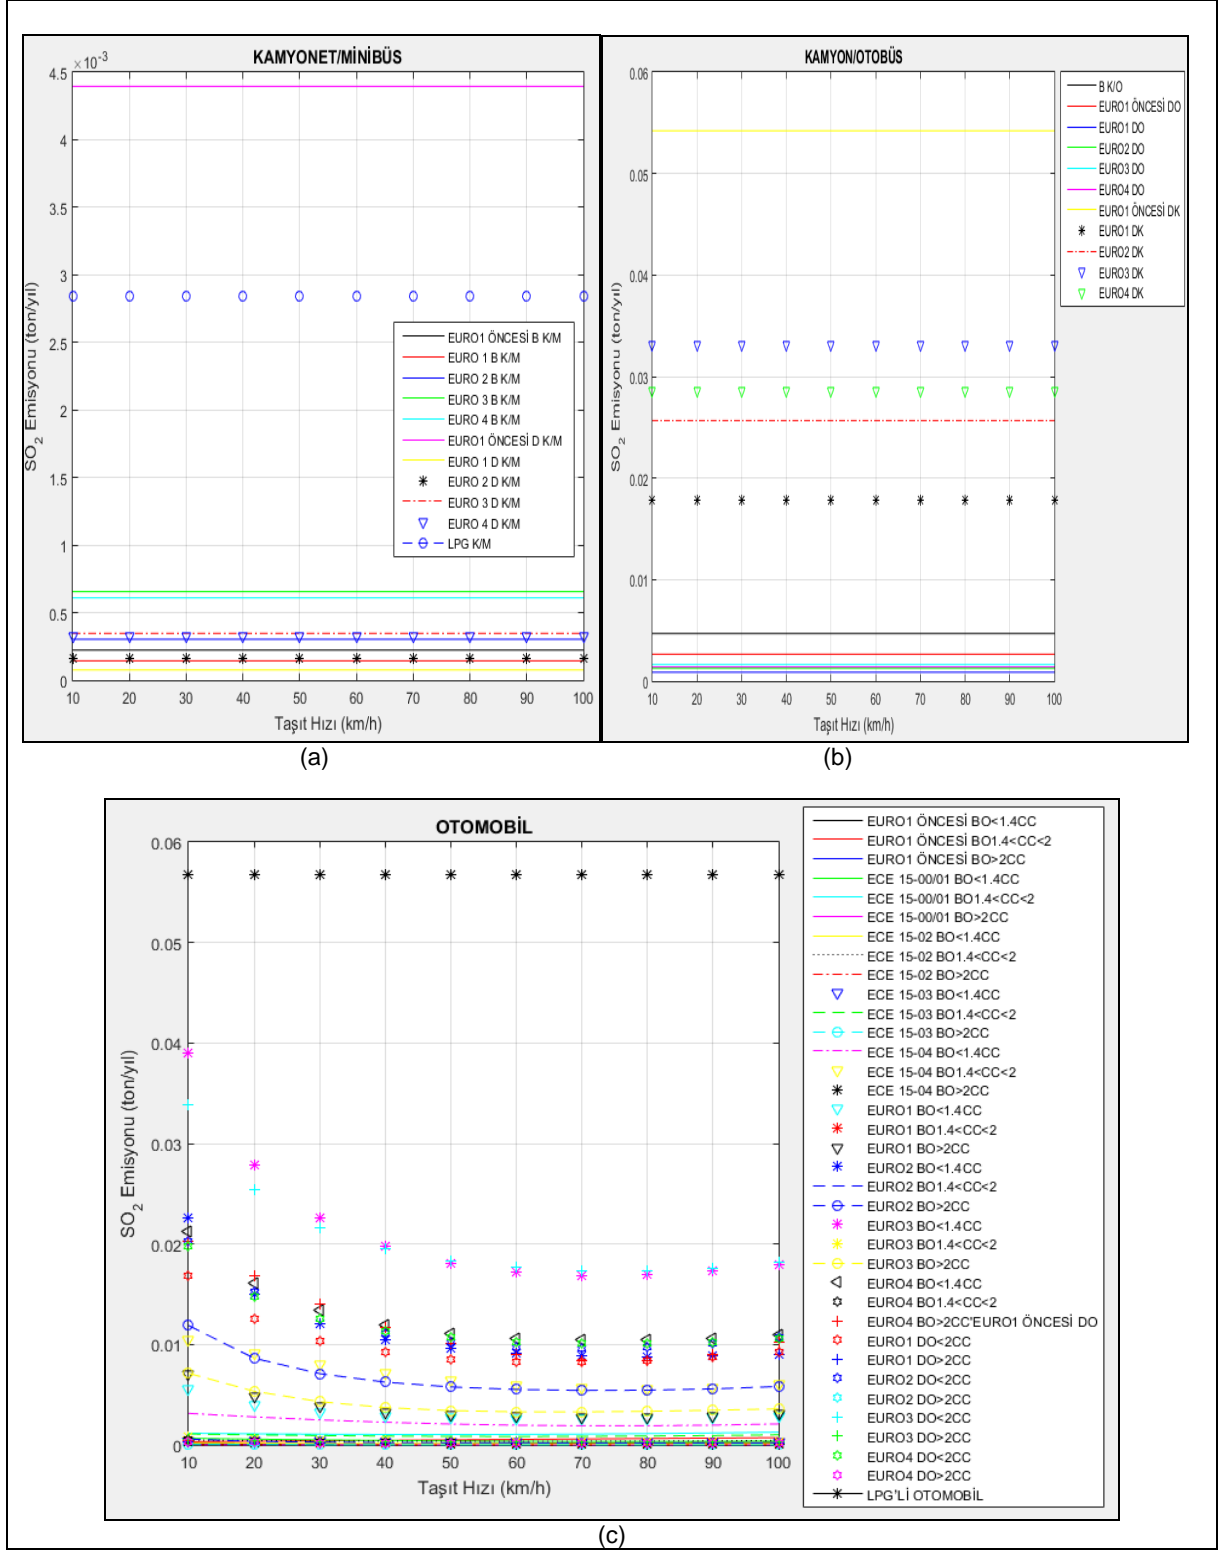 KAMYONET/MİNİBÜS
×10⁻³
4.5
4
3.5
3
2.5
2
1.5
1
0.5
0
10 20 30 40 50 60 70 80 90 100
SO₂ Emisyonu (ton/yıl)
Taşıt Hızı (km/h)
EURO1 ÖNCESİ B K/M
EURO 1 B K/M
EURO 2 B K/M
EURO 3 B K/M
EURO 4 B K/M
EURO1 ÖNCESİ D K/M
EURO 1 D K/M
EURO 2 D K/M
EURO 3 D K/M
EURO 4 D K/M
LPG K/M
(a)
KAMYON/OTOBÜS
0.06
0.05
0.04
0.03
0.02
0.01
0
10 20 30 40 50 60 70 80 90 100
SO₂ Emisyonu (ton/yıl)
Taşıt Hızı (km/h)
B K/O
EURO1 ÖNCESİ DO
EURO1 DO
EURO2 DO
EURO3 DO
EURO4 DO
EURO1 ÖNCESİ DK
EURO1 DK
EURO2 DK
EURO3 DK
EURO4 DK
(b)
OTOMOBİL
0.06
0.05
0.04
0.03
0.02
0.01
0
10 20 30 40 50 60 70 80 90 100
SO₂ Emisyonu (ton/yıl)
Taşıt Hızı (km/h)
EURO1 ÖNCESİ BO<1.4CC
EURO1 ÖNCESİ BO1.4<CC<2
EURO1 ÖNCESİ BO>2CC
ECE 15-00/01 BO<1.4CC
ECE 15-00/01 BO1.4<CC<2
ECE 15-00/01 BO>2CC
ECE 15-02 BO<1.4CC
ECE 15-02 BO1.4<CC<2
ECE 15-02 BO>2CC
ECE 15-03 BO<1.4CC
ECE 15-03 BO1.4<CC<2
ECE 15-03 BO>2CC
ECE 15-04 BO<1.4CC
ECE 15-04 BO1.4<CC<2
ECE 15-04 BO>2CC
EURO1 BO<1.4CC
EURO1 BO1.4<CC<2
EURO1 BO>2CC
EURO2 BO<1.4CC
EURO2 BO1.4<CC<2
EURO2 BO>2CC
EURO3 BO<1.4CC
EURO3 BO1.4<CC<2
EURO3 BO>2CC
EURO4 BO<1.4CC
EURO4 BO1.4<CC<2
EURO4 BO>2CC'EURO1 ÖNCESİ DO
EURO1 DO<2CC
EURO1 DO>2CC
EURO2 DO<2CC
EURO2 DO>2CC
EURO3 DO<2CC
EURO3 DO>2CC
EURO4 DO<2CC
EURO4 DO>2CC
LPG'Lİ OTOMOBİL
(c)